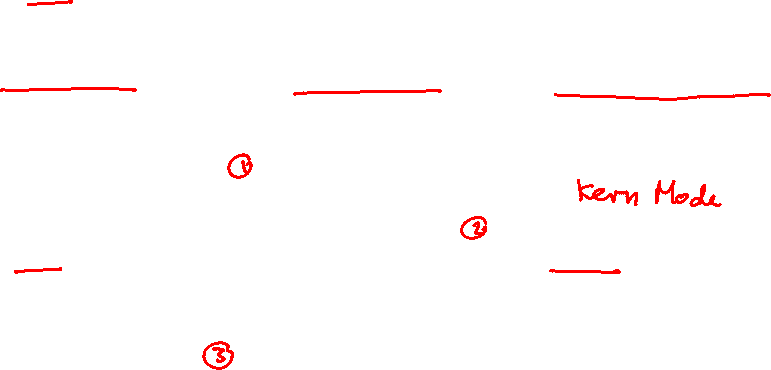 ①
Kern Mode
②
③